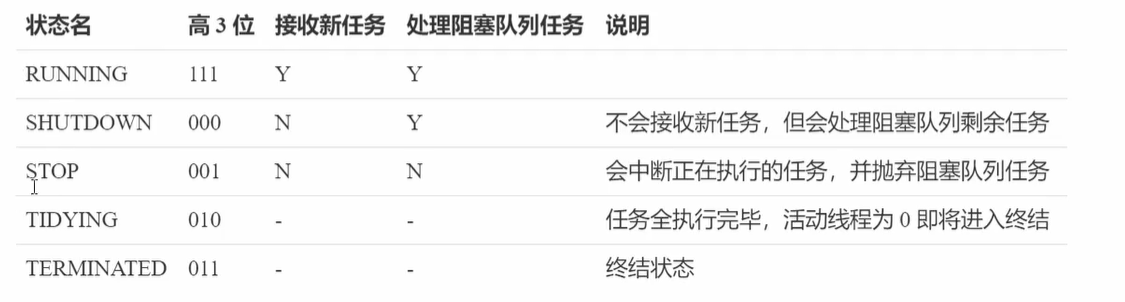 状态名 高 3 位 接收新任务 处理阻塞队列任务 说明
RUNNING 111 Y Y
SHUTDOWN 000 N Y 不会接收新任务，但会处理阻塞队列剩余任务
STOP 001 N N 会中断正在执行的任务，并抛弃阻塞队列任务
TIDYING 010 - - 任务全执行完毕，活动线程为 0 即将进入终结
TERMINATED 011 - - 终结状态